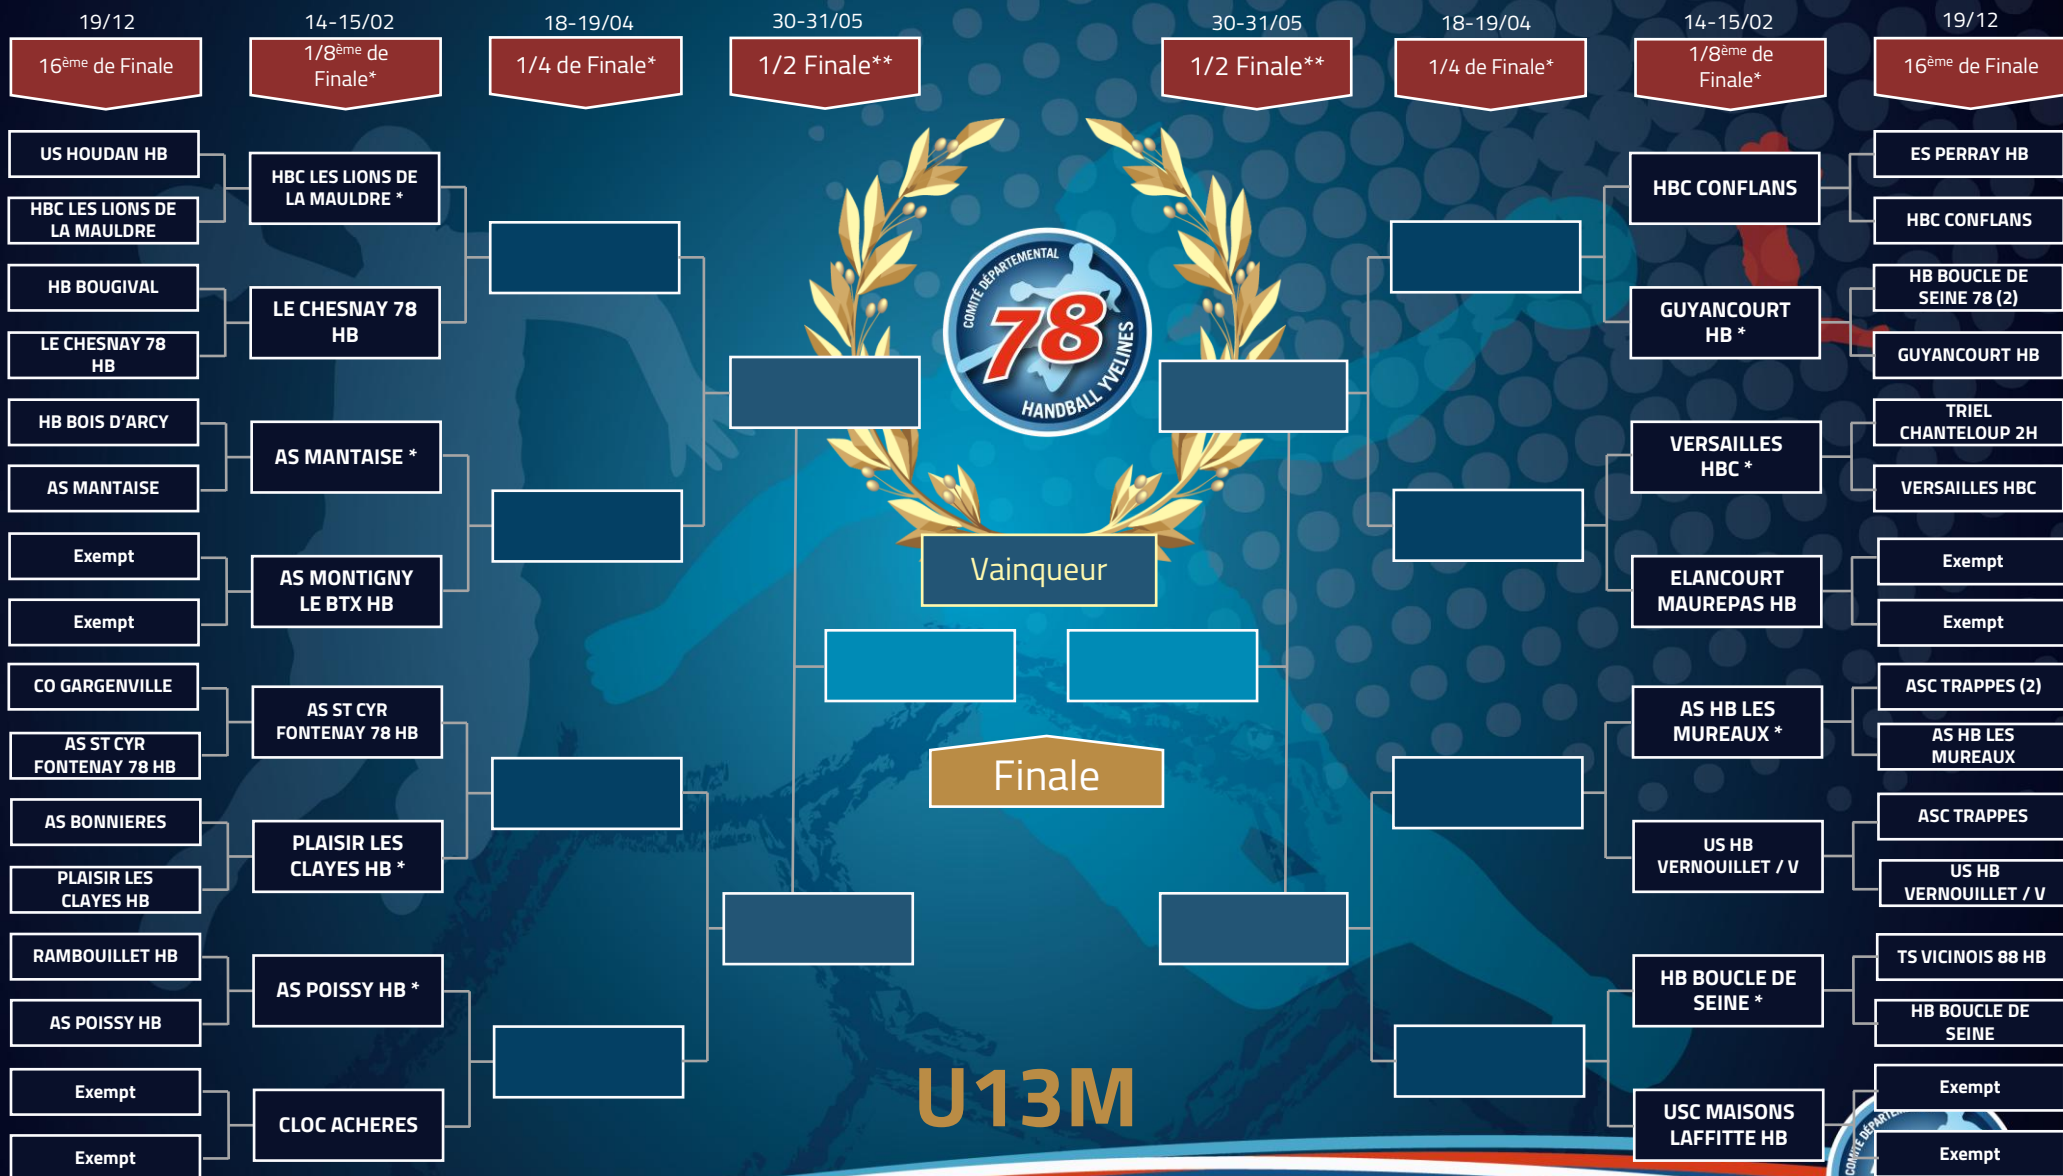 19/12
14-15/02
18-19/04
30-31/05
30-31/05
18-19/04
14-15/02
19/12
16ème de Finale
1/8ème de
Finale*
1/4 de Finale*
1/2 Finale**
1/2 Finale**
1/4 de Finale*
1/8ème de
Finale*
16ème de Finale
US HOUDAN HB
HBC LES LIONS DE
LA MAULDRE
HB BOUGIVAL
LE CHESNAY 78
HB
HB BOIS D'ARCY
AS MANTAISE
Exempt
Exempt
CO GARGENVILLE
AS ST CYR
FONTENAY 78 HB
AS BONNIERES
PLAISIR LES
CLAYES HB
RAMBOUILLET HB
AS POISSY HB
Exempt
Exempt
HBC LES LIONS DE
LA MAULDRE *
LE CHESNAY 78
HB
AS MANTAISE *
AS MONTIGNY
LE BTX HB
AS ST CYR
FONTENAY 78 HB
PLAISIR LES
CLAYES HB *
AS POISSY HB *
CLOC ACHERES
COMITÉ DÉPARTEMENTAL
78
HANDBALL YVELINES
Vainqueur
Finale
U13M
HBC CONFLANS
GUYANCOURT
HB *
VERSAILLES
HBC *
ELANCOURT
MAUREPAS HB
AS HB LES
MUREAUX *
US HB
VERNOUILLET / V
HB BOUCLE DE
SEINE *
USC MAISONS
LAFFITTE HB
ES PERRAY HB
HBC CONFLANS
HB BOUCLE DE
SEINE 78 (2)
GUYANCOURT HB
TRIEL
CHANTELOUP 2H
VERSAILLES HBC
Exempt
Exempt
ASC TRAPPES (2)
AS HB LES
MUREAUX
ASC TRAPPES
US HB
VERNOUILLET / V
TS VICINOIS 88 HB
HB BOUCLE DE
SEINE
Exempt
Exempt
COMITÉ